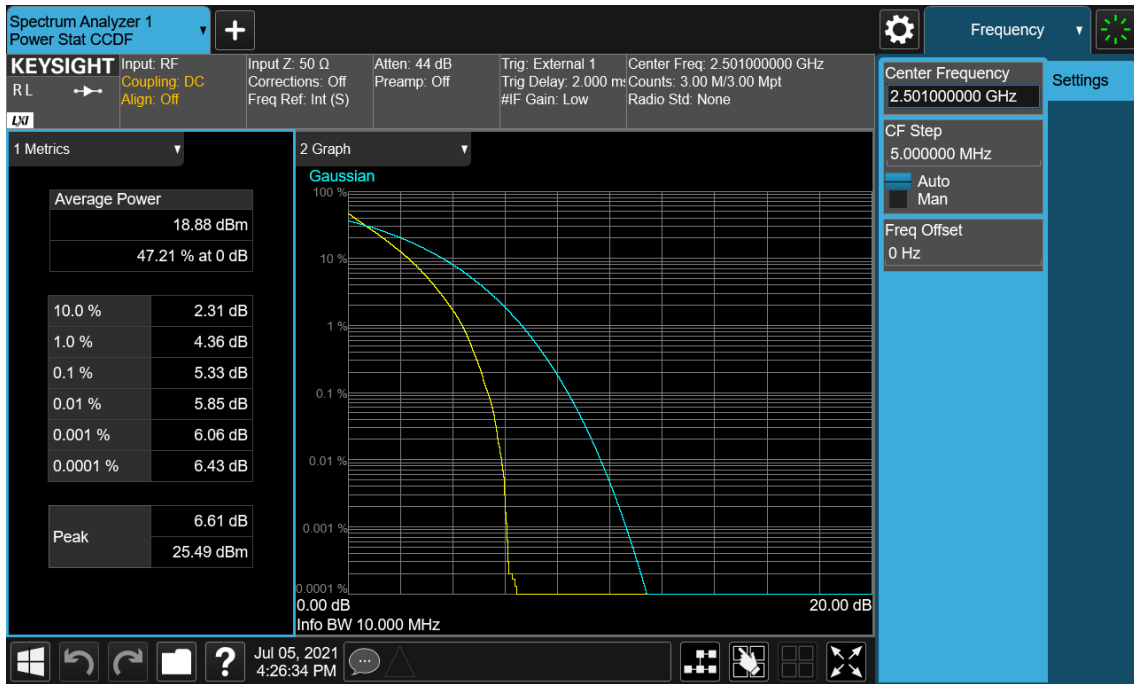 Spectrum Analyzer 1
Power Stat CCDF
Frequency
KEYSIGHT
R L
LXI
Input: RF
Coupling: DC
Align: Off
Input Z: 50 Ω
Corrections: Off
Freq Ref: Int (S)
Atten: 44 dB
Preamp: Off
Trig: External 1
Trig Delay: 2.000 ms
#IF Gain: Low
Center Freq: 2.501000000 GHz
Counts: 3.00 M/3.00 Mpt
Radio Std: None
Center Frequency
2.501000000 GHz
Settings
CF Step
5.000000 MHz
Auto
Man
Freq Offset
0 Hz
1 Metrics
Average Power
18.88 dBm
47.21 % at 0 dB
10.0 % 2.31 dB
1.0 % 4.36 dB
0.1 % 5.33 dB
0.01 % 5.85 dB
0.001 % 6.06 dB
0.0001 % 6.43 dB
Peak
6.61 dB
25.49 dBm
2 Graph
Gaussian
100 %
10 %
1 %
0.1 %
0.01 %
0.001 %
0.0001 %
0.00 dB 20.00 dB
Info BW 10.000 MHz
?
Jul 05, 2021
4:26:34 PM